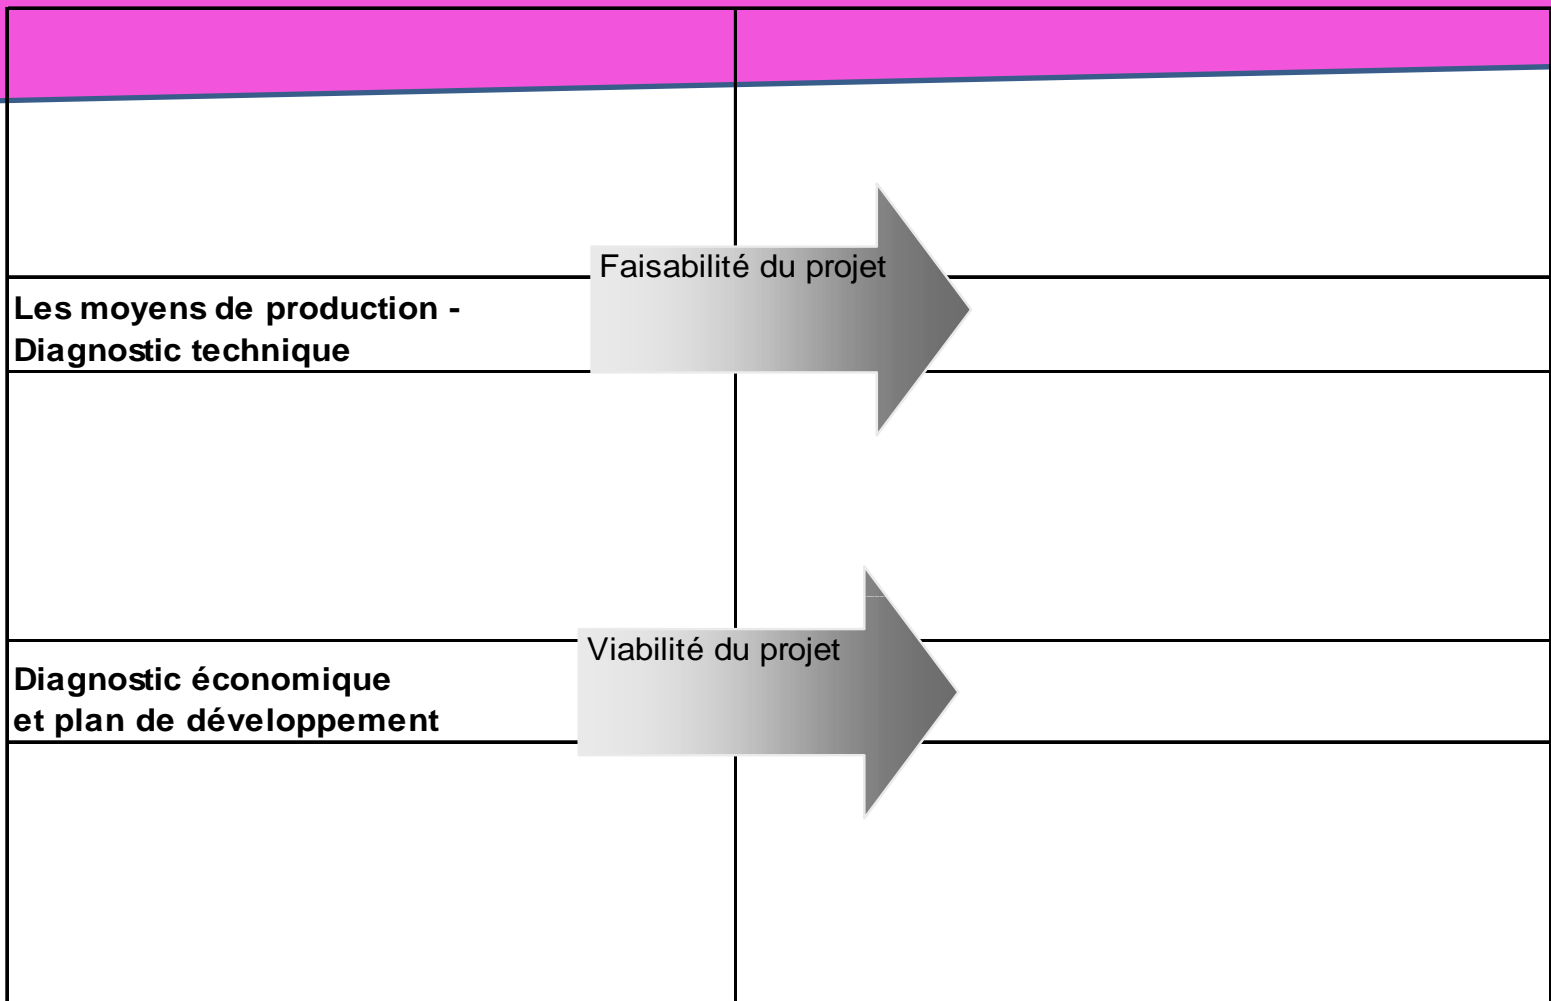 Faisabilité du projet
Les moyens de production -
Diagnostic technique
Viabilité du projet
Diagnostic économique
et plan de développement